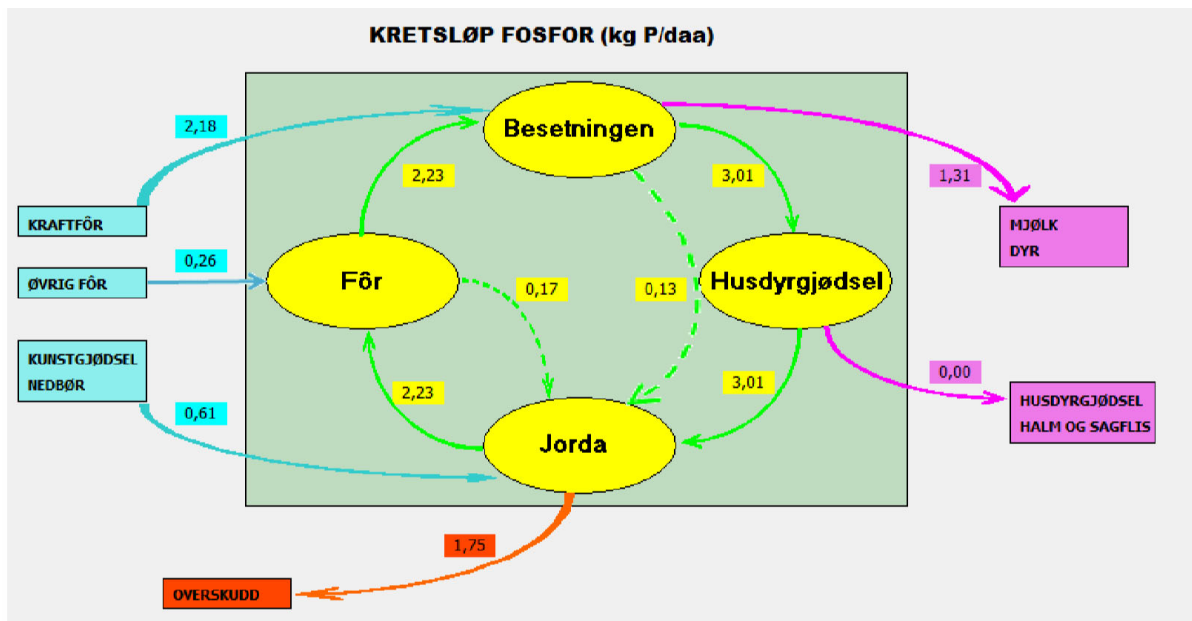 KRETSLØP FOSFOR (kg P/daa)
2,18
Besetningen
2,23
3,01
1,31
KRAFTFÔR
MJØLK
DYR
0,26
ØVRIG FÔR
Fôr
0,17
0,13
Husdyrgjødsel
KUNSTGJØDSEL
NEDBØR
0,61
2,23
3,01
0,00
HUSDYRGJØDSEL
HALM OG SAGFLIS
Jorda
1,75
OVERSKUDD